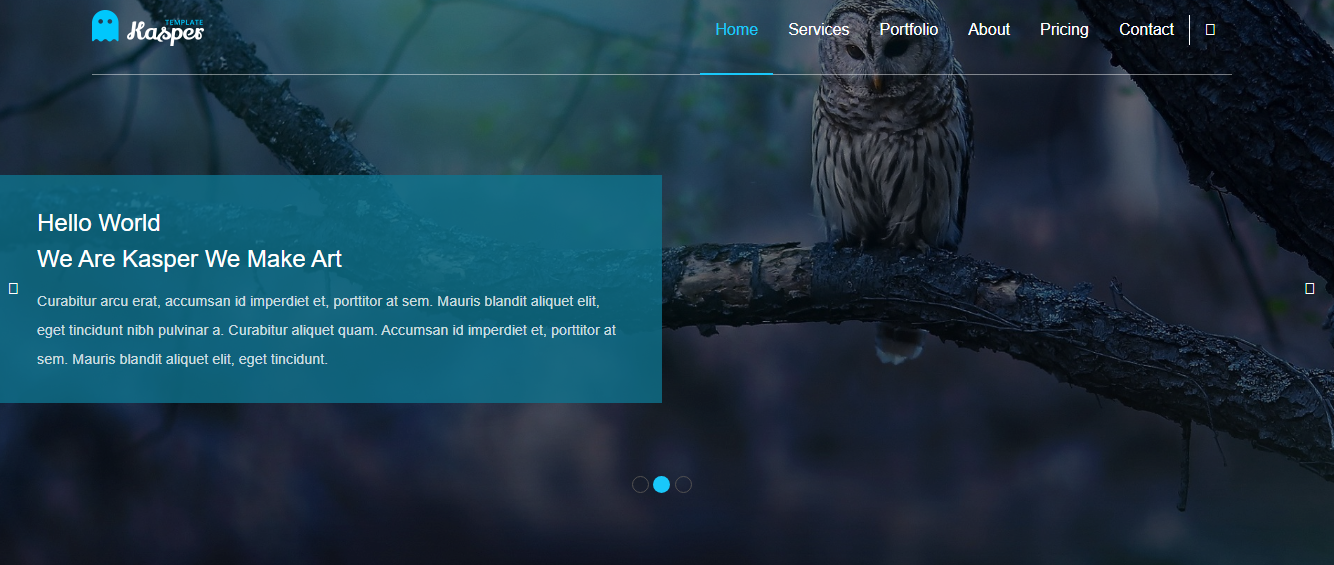 TEMPLATE
Kasper
Home Services Portfolio About Pricing Contact
Hello World
We Are Kasper We Make Art
Curabitur arcu erat, accumsan id imperdiet et, porttitor at sem. Mauris blandit aliquet elit,
eget tincidunt nibh pulvinar a. Curabitur aliquet quam. Accumsan id imperdiet et, porttitor at
sem. Mauris blandit aliquet elit, eget tincidunt.